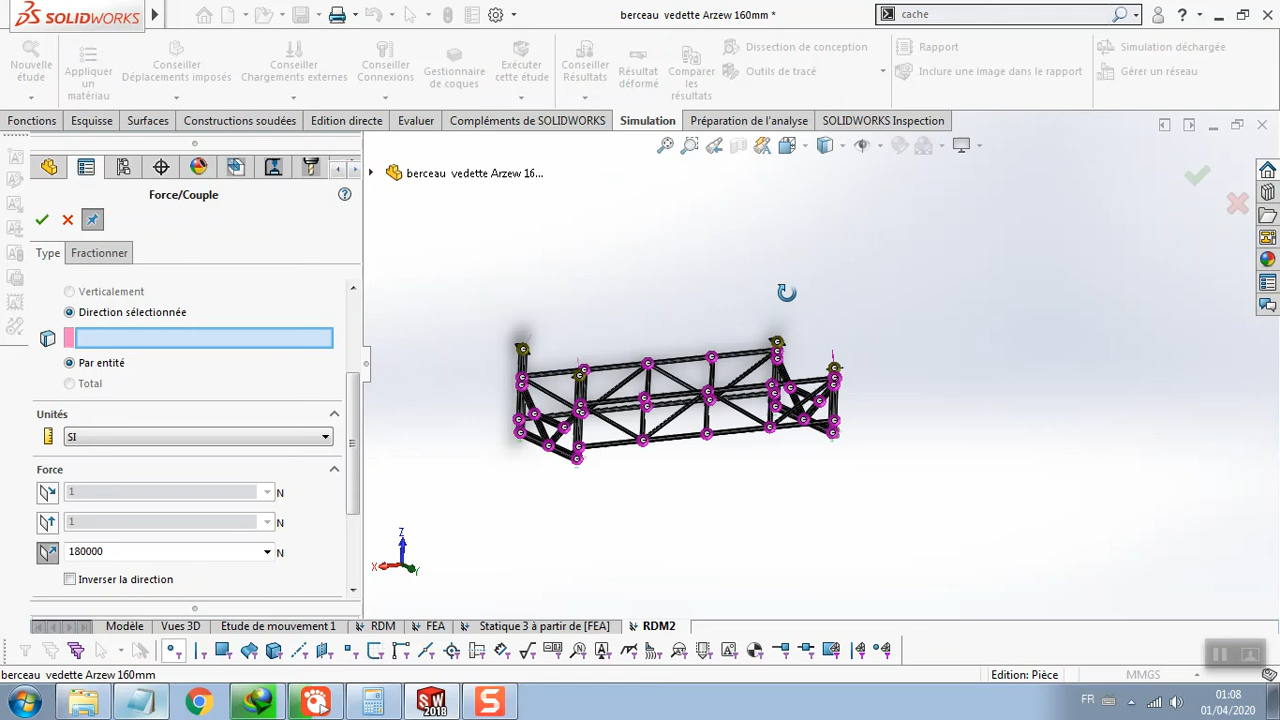 SOLIDWORKS
berceau vedette Arzew 160mm *
cache
Nouvelle étude
Appliquer un matériau
Conseiller Déplacements imposés
Conseiller Chargements externes
Conseiller Connexions
Gestionnaire de coques
Exécuter cette étude
Conseiller Résultats
Résultat déformé
Comparer les résultats
Dissection de conception
Outils de tracé
Rapport
Inclure une image dans le rapport
Simulation déchargée
Gérer un réseau
Fonctions
Esquisse
Surfaces
Constructions soudées
Edition directe
Evaluer
Compléments de SOLIDWORKS
Simulation
Préparation de l'analyse
SOLIDWORKS Inspection
berceau vedette Arzew 16...
Force/Couple
Type
Fractionner
Verticalement
Direction sélectionnée
Par entité
Total
Unités
SI
Force
1 N
1 N
180000 N
Inverser la direction
Z
X
Y
Modèle
Vues 3D
Etude de mouvement 1
RDM
FEA
Statique 3 à partir de [FEA]
RDM2
berceau vedette Arzew 160mm
Edition: Pièce
MMGS
SW
2018
S
FR
01:08
01/04/2020